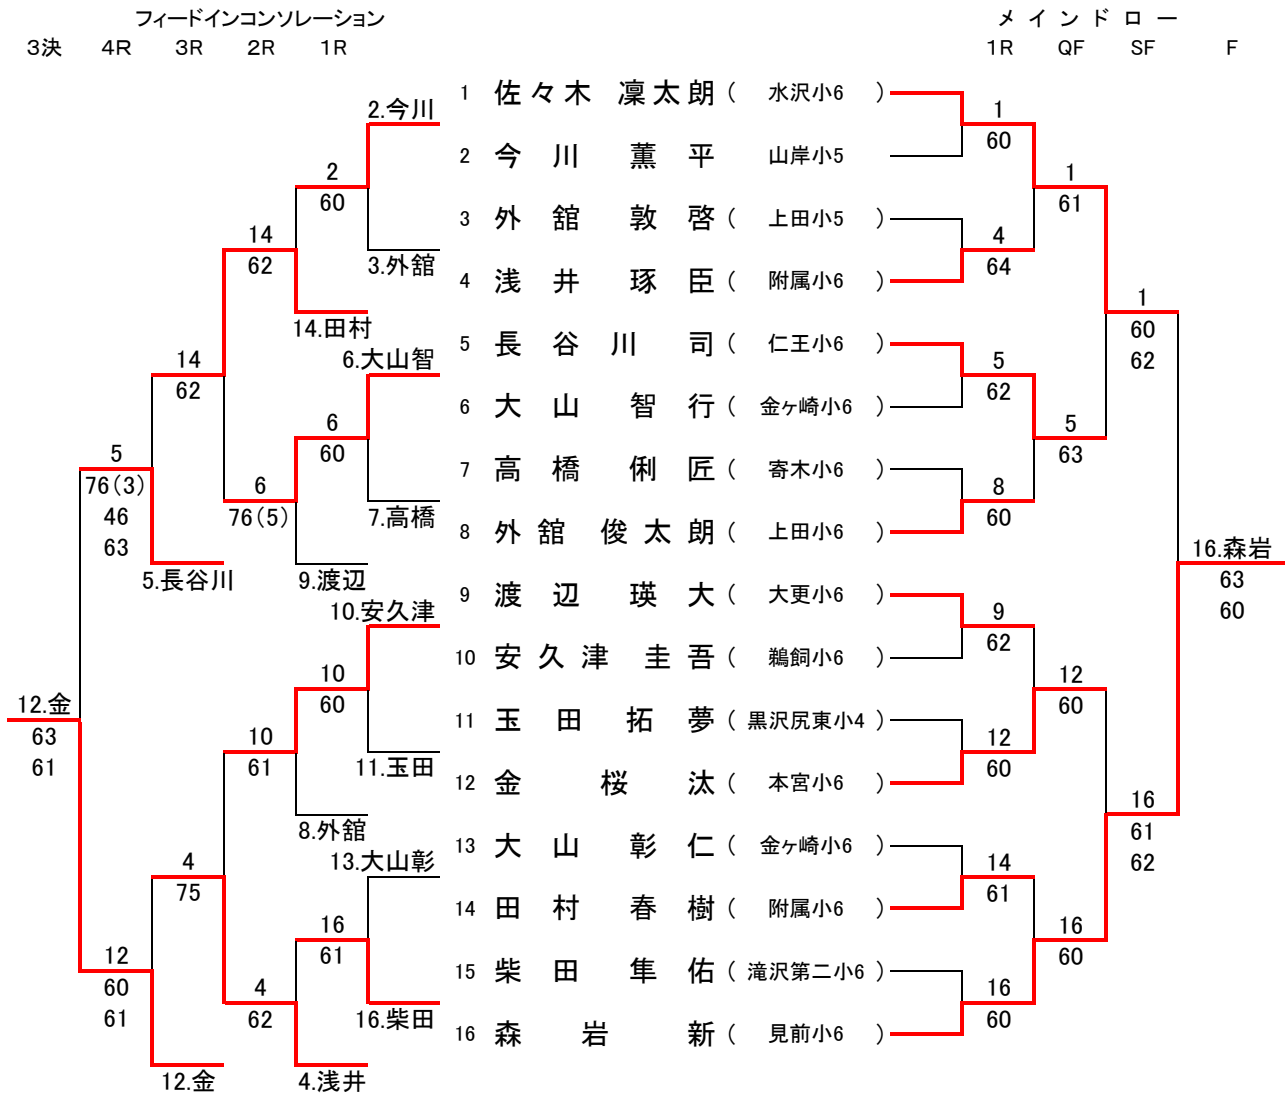 フィードインコンソレーション
メインドロー
3決 4R 3R 2R 1R
1R QF SF F
1 佐々木 凜太朗 ( 水沢小6 )
2.今川
1
60
2 今川 薫平 山岸小5
2
60
1
61
3 外舘 敦啓 ( 上田小5 )
14
62
3.外舘
4
64
4 浅井 琢臣 ( 附属小6 )
14.田村
1
60
62
5 長谷川 司 ( 仁王小6 )
6.大山智
14
62
5
62
6 大山 智行 ( 金ヶ崎小6 )
6
60
5
63
5
76(3)
46
63
7 高橋 俐匠 ( 寄木小6 )
6
76(5)
7.高橋
8
60
8 外舘 俊太朗 ( 上田小6 )
5.長谷川
9.渡辺
16.森岩
63
60
9 渡辺 瑛大 ( 大更小6 )
10.安久津
9
62
10 安久津 圭吾 ( 鵜飼小6 )
10
60
12
60
12.金
63
61
11 玉田 拓夢 ( 黒沢尻東小4 )
10
61
11.玉田
12
60
12 金 桜汰 ( 本宮小6 )
8.外舘
16
61
62
13 大山 彰仁 ( 金ヶ崎小6 )
13.大山彰
4
75
14
61
14 田村 春樹 ( 附属小6 )
16
61
16
60
12
60
61
15 柴田 隼佑 ( 滝沢第二小6 )
4
62
16.柴田
16
60
16 森岩 新 ( 見前小6 )
12.金
4.浅井